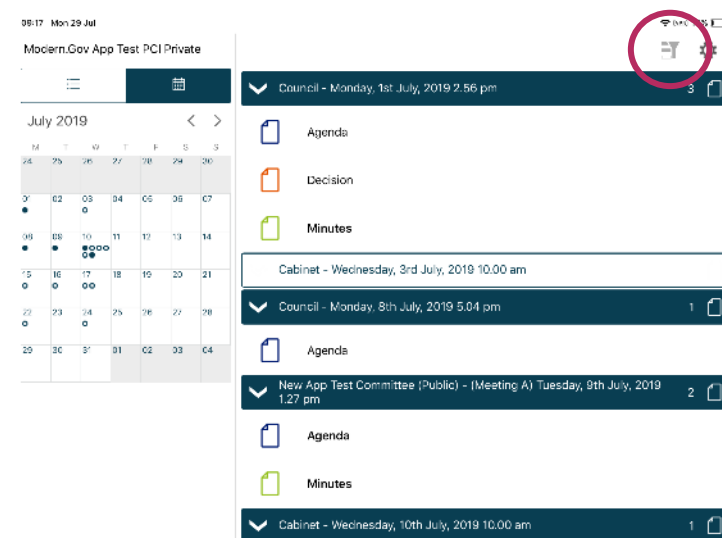 09:17 Mon 29 Jul
Modern.Gov App Test PCI Private
July 2019
M T W T F S S
24 25 26 27 28 29 30
01 02 03 04 05 06 07
08 09 10 11 12 13 14
15 16 17 18 19 20 21
22 23 24 25 26 27 28
29 30 31 01 02 03 04
Council - Monday, 1st July, 2019 2.56 pm 3
Agenda
Decision
Minutes
Cabinet - Wednesday, 3rd July, 2019 10.00 am
Council - Monday, 8th July, 2019 5.04 pm 1
Agenda
New App Test Committee (Public) - (Meeting A) Tuesday, 9th July, 2019 2
1.27 pm
Agenda
Minutes
Cabinet - Wednesday, 10th July, 2019 10.00 am 1